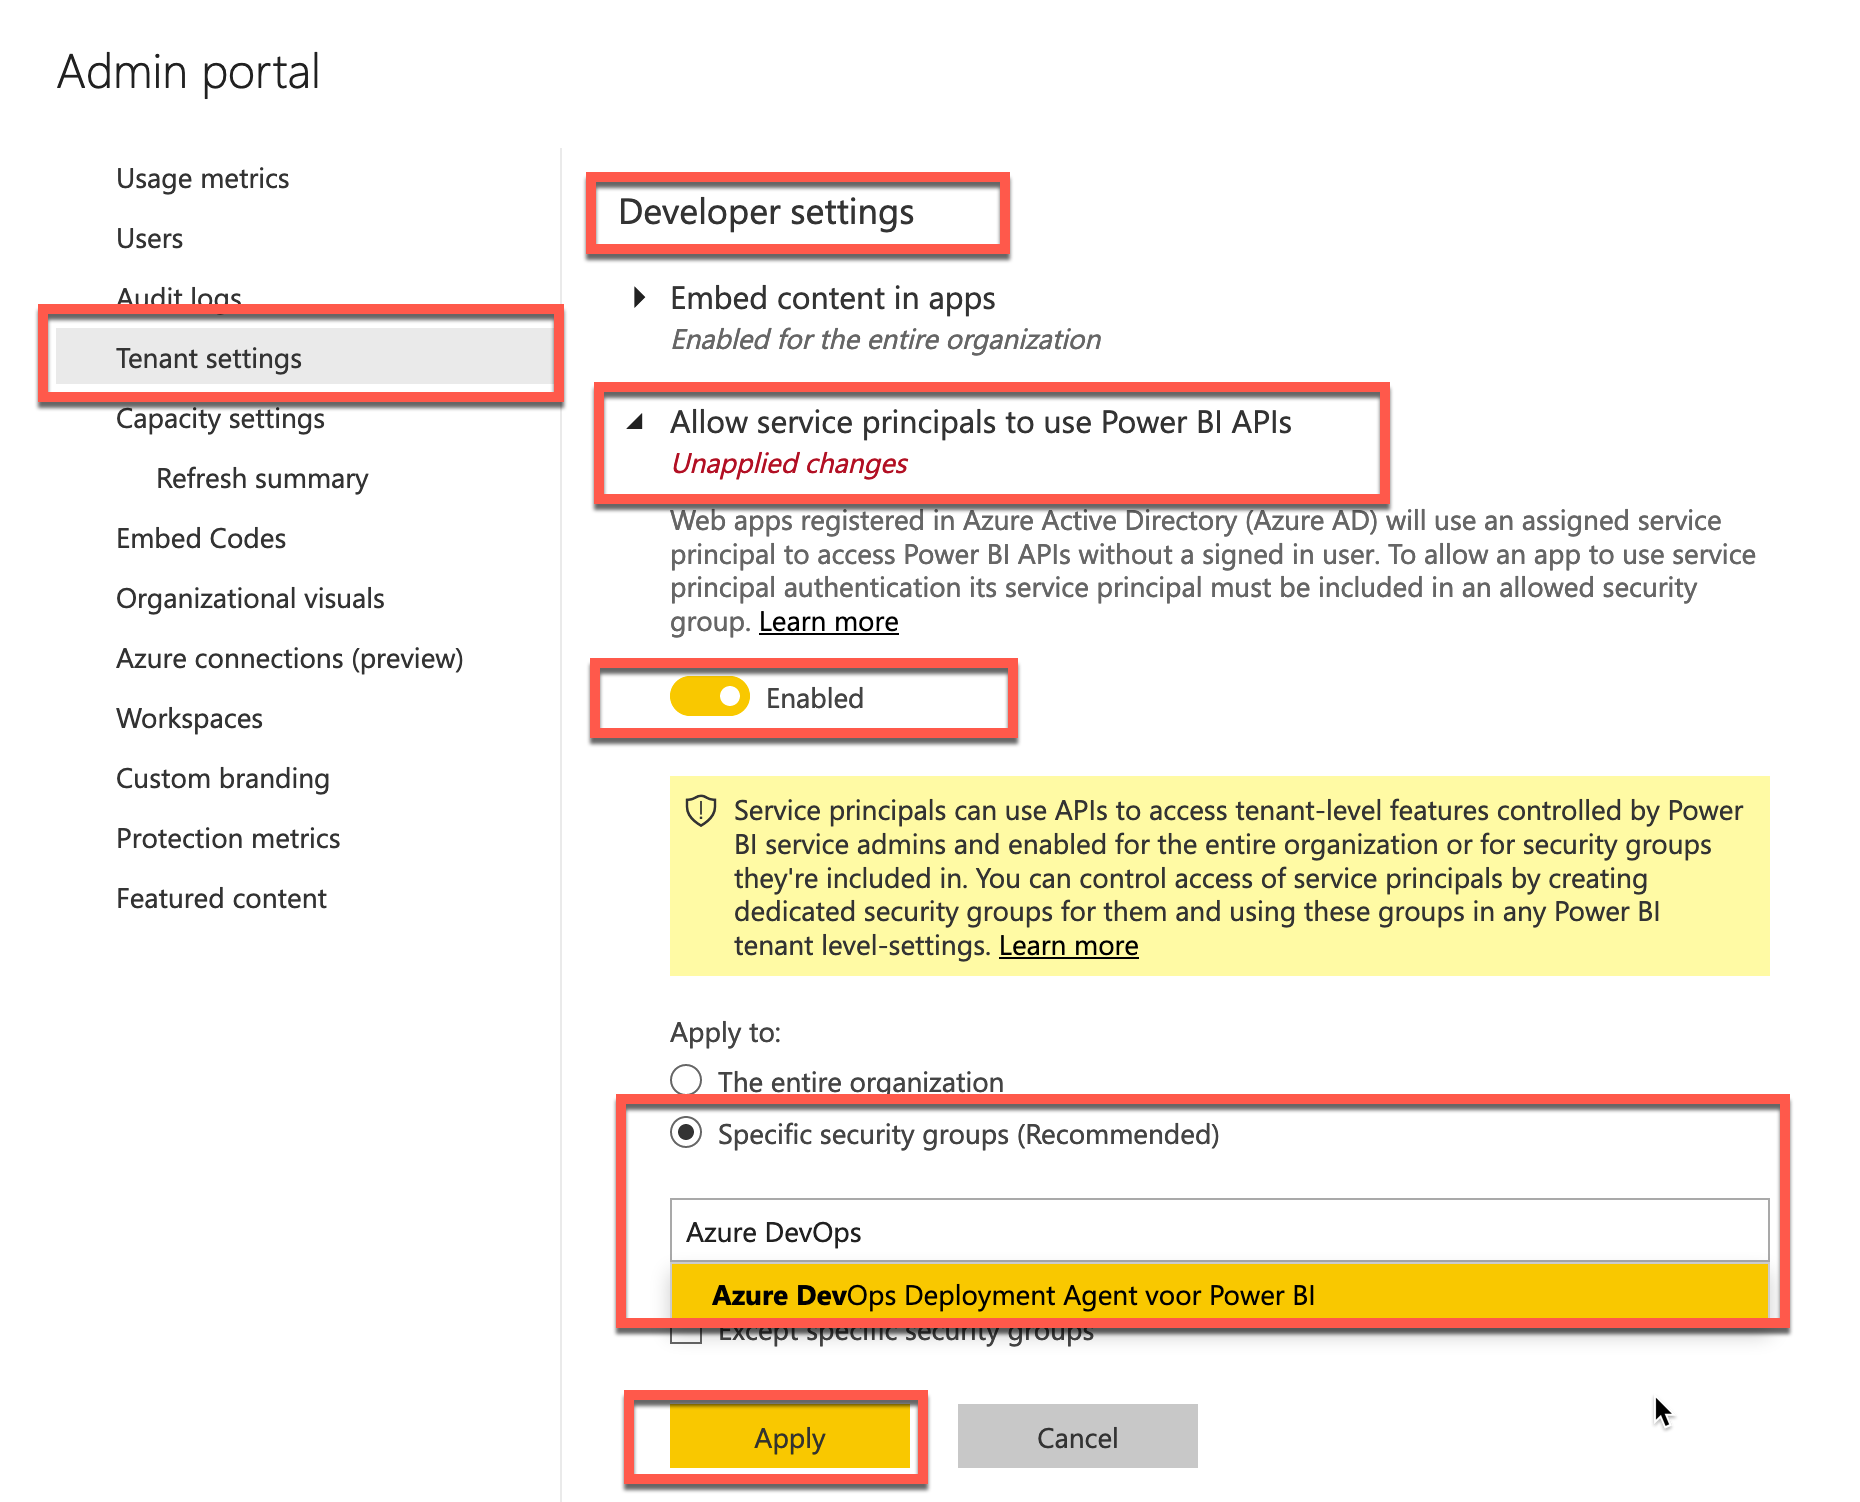 Admin portal
Usage metrics
Users
Audit logs
Tenant settings
Capacity settings
Refresh summary
Embed Codes
Organizational visuals
Azure connections (preview)
Workspaces
Custom branding
Protection metrics
Featured content
Developer settings
Embed content in apps
Enabled for the entire organization
Allow service principals to use Power BI APIs
Unapplied changes
Web apps registered in Azure Active Directory (Azure AD) will use an assigned service
principal to access Power BI APIs without a signed in user. To allow an app to use service
principal authentication its service principal must be included in an allowed security
group. Learn more
Enabled
Service principals can use APIs to access tenant-level features controlled by Power
BI service admins and enabled for the entire organization or for security groups
they're included in. You can control access of service principals by creating
dedicated security groups for them and using these groups in any Power BI
tenant level-settings. Learn more
Apply to:
The entire organization
Specific security groups (Recommended)
Azure DevOps
Azure DevOps Deployment Agent voor Power BI
Except specific security groups
Apply
Cancel